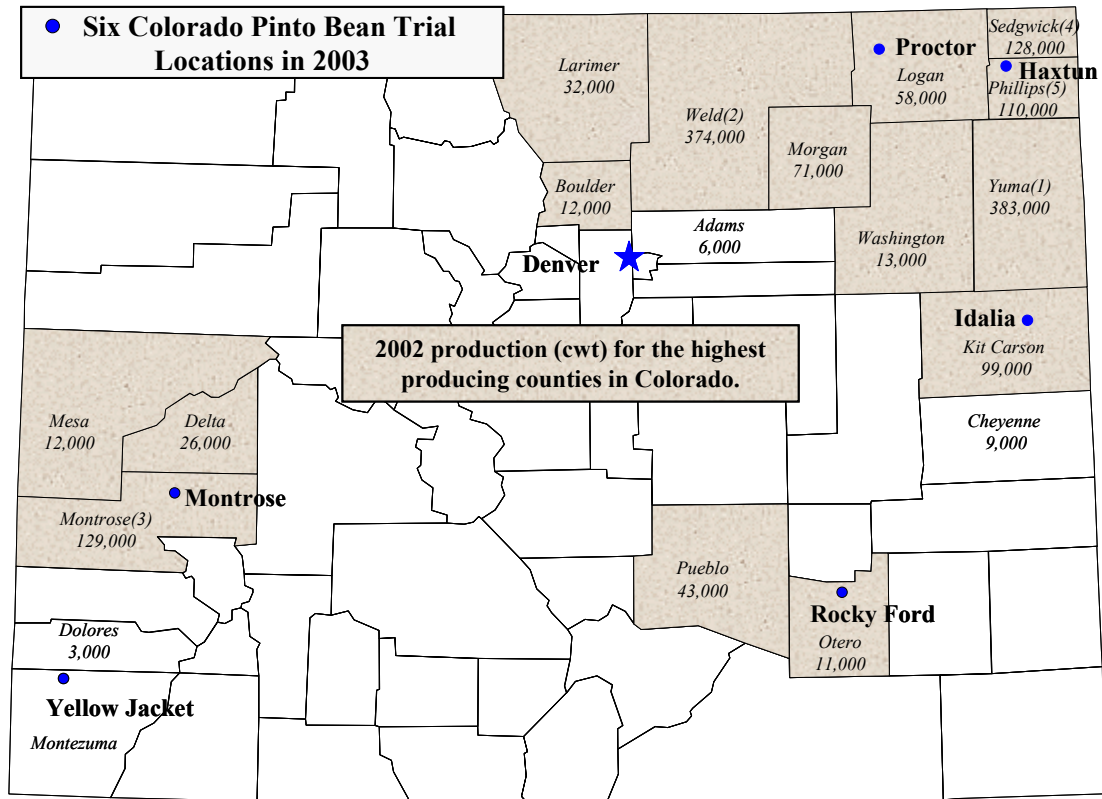 Six Colorado Pinto Bean Trial
Locations in 2003
Larimer
32,000
Weld(2)
374,000
Morgan
71,000
Boulder
12,000
Proctor
Logan
58,000
Sedgwick(4)
128,000
Haxtun
Phillips(5)
110,000
Yuma(1)
383,000
Washington
13,000
Adams
6,000
Denver
2002 production (cwt) for the highest
producing counties in Colorado.
Idalia
Kit Carson
99,000
Cheyenne
9,000
Mesa
12,000
Delta
26,000
Montrose
Montrose(3)
129,000
Pueblo
43,000
Rocky Ford
Otero
11,000
Dolores
3,000
Yellow Jacket
Montezuma